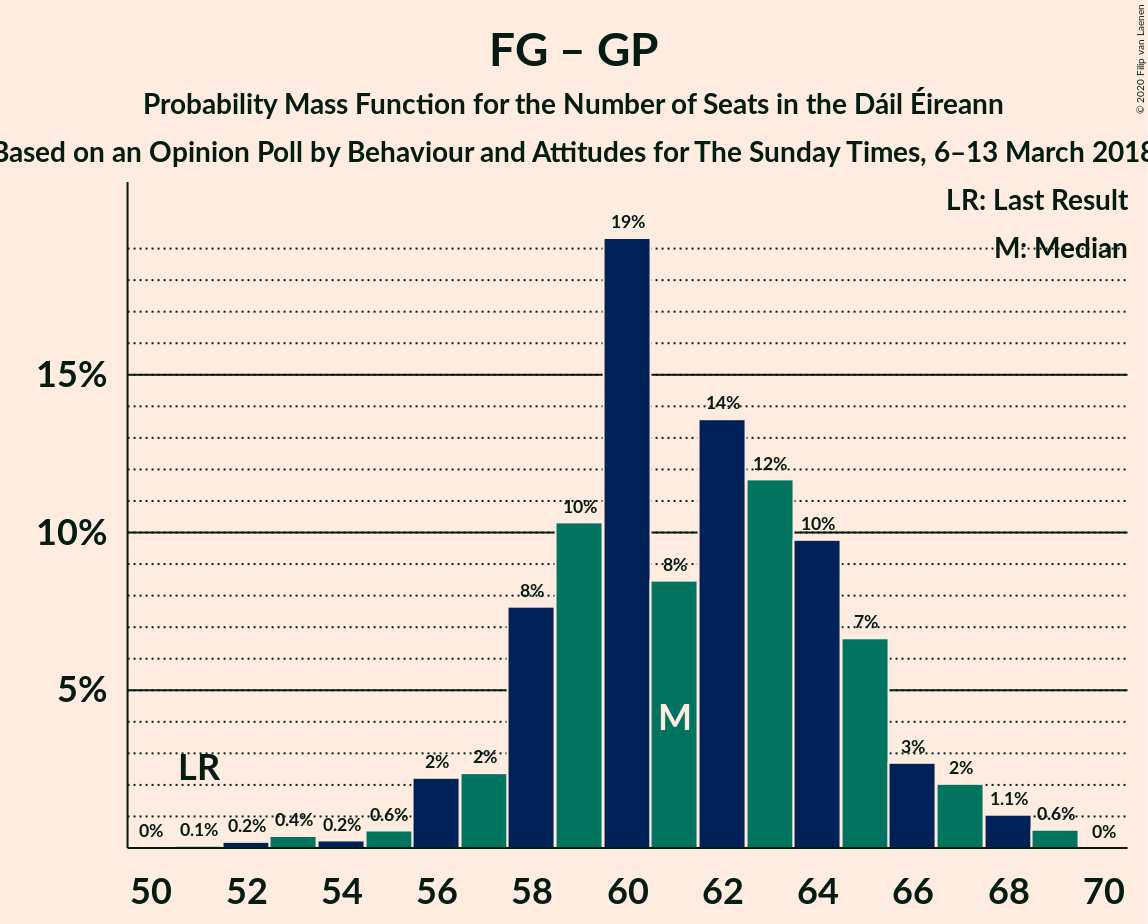 FG – GP
Probability Mass Function for the Number of Seats in the Dáil Éireann
Based on an Opinion Poll by Behaviour and Attitudes for The Sunday Times, 6–13 March 2018
© 2020 Filip van Laenen
LR: Last Result
M: Median
15%
10%
5%
LR
M
0%
0.1%
0.2%
0.4%
0.2%
0.6%
2%
2%
8%
10%
19%
8%
14%
12%
10%
7%
3%
2%
1.1%
0.6%
0%
50 52 54 56 58 60 62 64 66 68 70